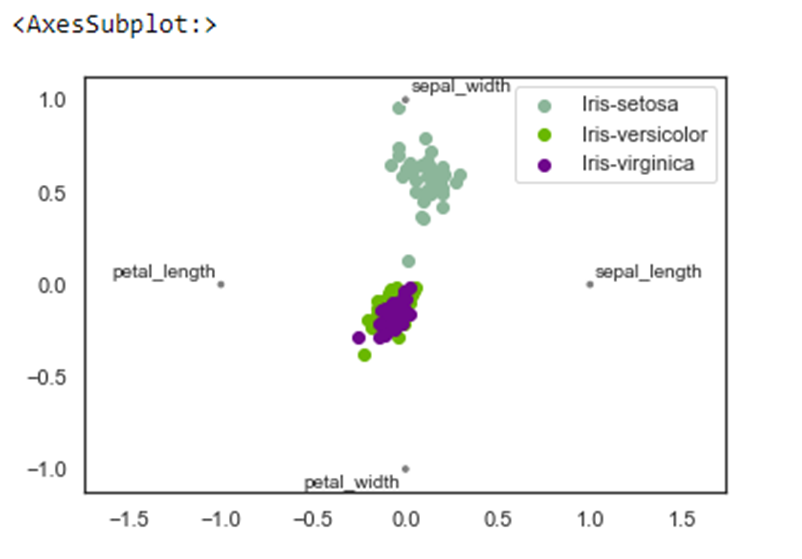 <AxesSubplot:>
sepal_width
1.0
Iris-setosa
Iris-versicolor
Iris-virginica
0.5
petal_length
sepal_length
0.0
−0.5
−1.0
petal_width
−1.5 −1.0 −0.5 0.0 0.5 1.0 1.5